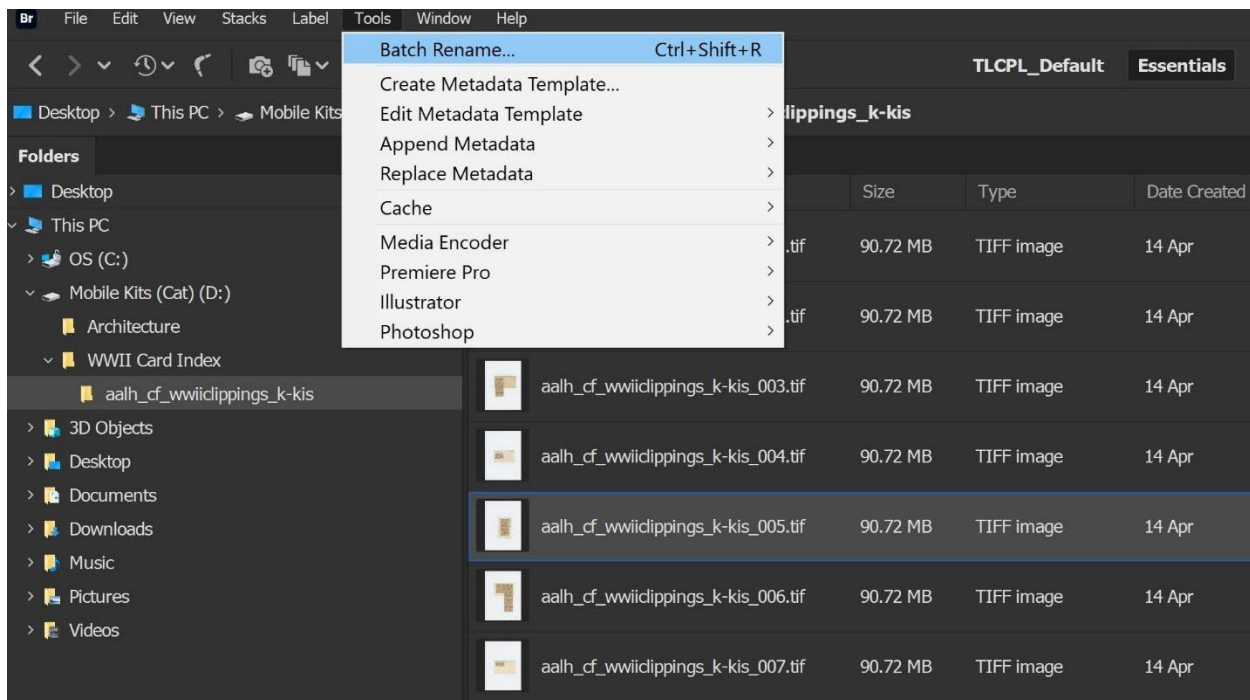 Br File Edit View Stacks Label Tools Window Help
Batch Rename... Ctrl+Shift+R
Create Metadata Template...
Edit Metadata Template
Append Metadata
Replace Metadata
Cache
Media Encoder
Premiere Pro
Illustrator
Photoshop
TLCPL_Default Essentials
Desktop > This PC > Mobile Kits lippings_k-kis
Folders
Desktop
This PC
OS (C:)
Mobile Kits (Cat) (D:)
Architecture
WWII Card Index
aalh_cf_wwiiclippings_k-kis
3D Objects
Desktop
Documents
Downloads
Music
Pictures
Videos
Size Type Date Created
.tif 90.72 MB TIFF image 14 Apr
.tif 90.72 MB TIFF image 14 Apr
aalh_cf_wwiiclippings_k-kis_003.tif 90.72 MB TIFF image 14 Apr
aalh_cf_wwiiclippings_k-kis_004.tif 90.72 MB TIFF image 14 Apr
aalh_cf_wwiiclippings_k-kis_005.tif 90.72 MB TIFF image 14 Apr
aalh_cf_wwiiclippings_k-kis_006.tif 90.72 MB TIFF image 14 Apr
aalh_cf_wwiiclippings_k-kis_007.tif 90.72 MB TIFF image 14 Apr